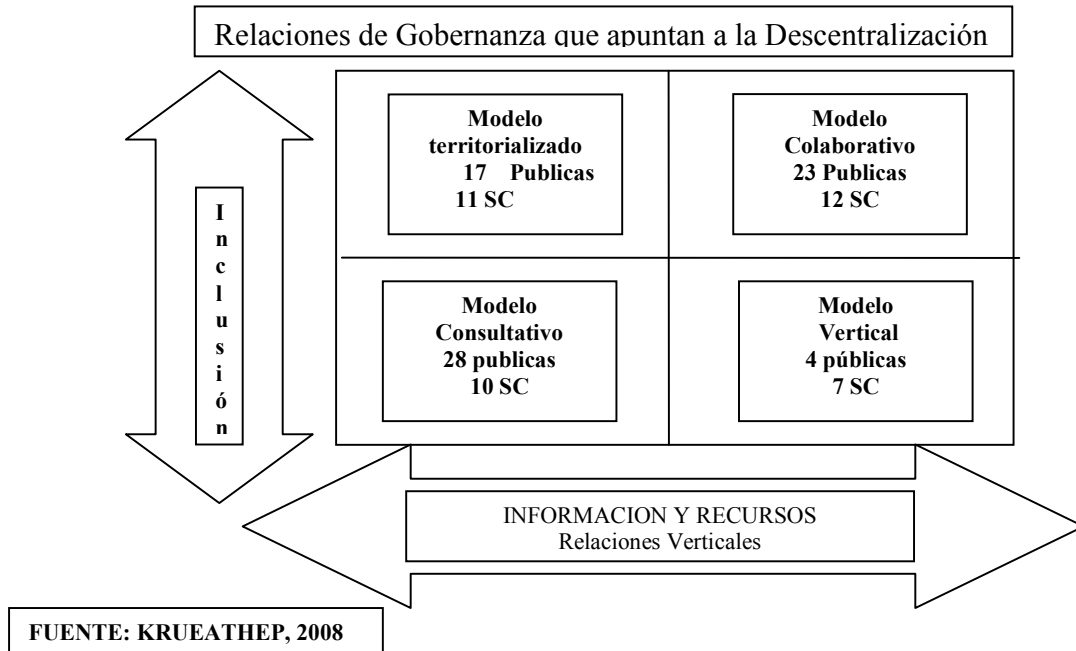 Relaciones de Gobernanza que apuntan a la Descentralización
Modelo
territorializado
17 Publicas
11 SC
Modelo
Colaborativo
23 Publicas
12 SC
Inclusión
Modelo
Consultativo
28 publicas
10 SC
Modelo
Vertical
4 públicas
7 SC
INFORMACION Y RECURSOS
Relaciones Verticales
FUENTE: KRUEATHEP, 2008